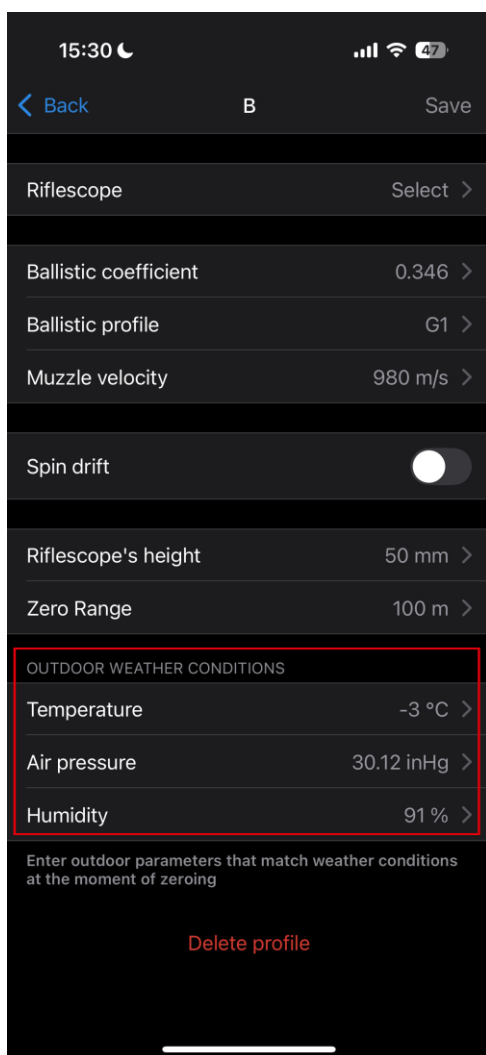 15:30
47
Back
B
Save
Riflescope
Select
Ballistic coefficient
0.346
Ballistic profile
G1
Muzzle velocity
980 m/s
Spin drift
Riflescope's height
50 mm
Zero Range
100 m
OUTDOOR WEATHER CONDITIONS
Temperature
-3 °C
Air pressure
30.12 inHg
Humidity
91 %
Enter outdoor parameters that match weather conditions
at the moment of zeroing
Delete profile